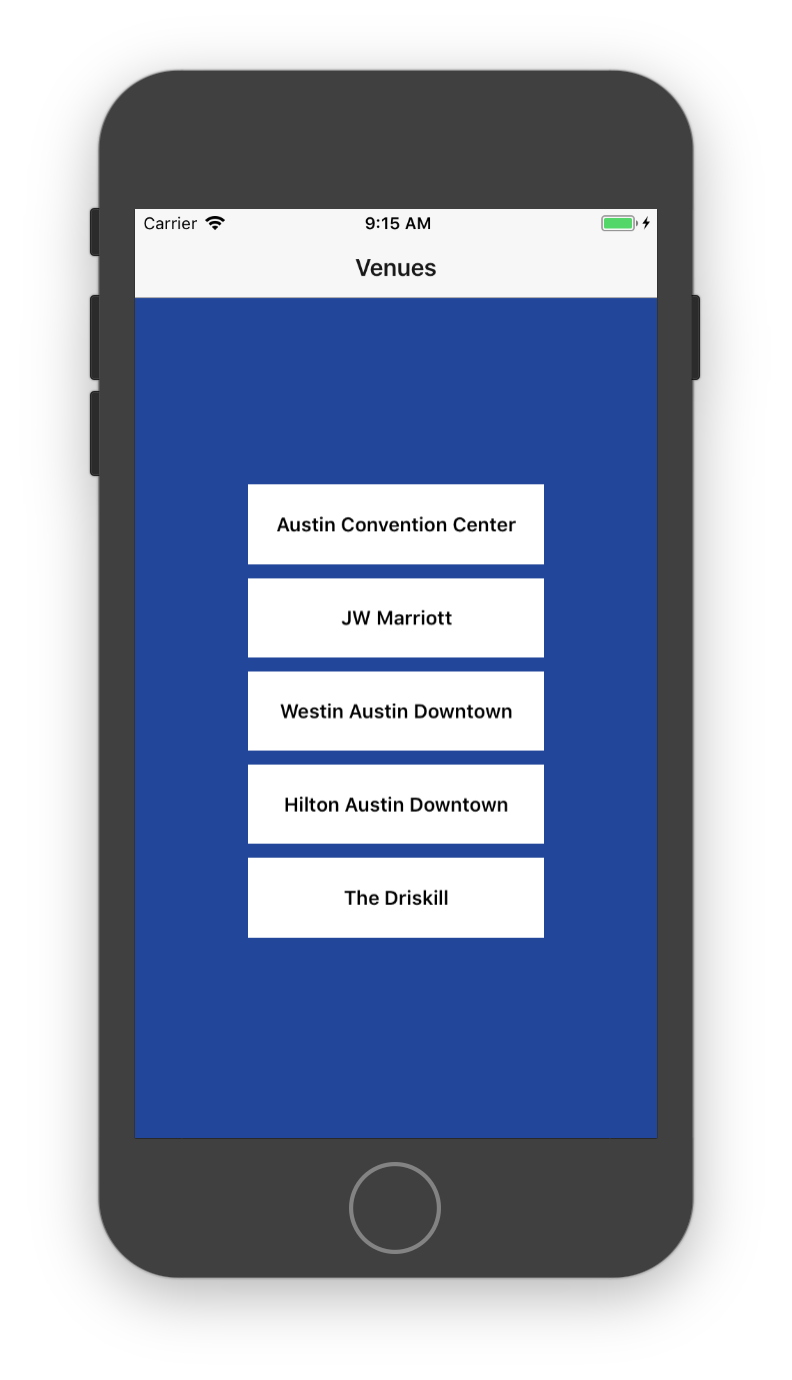 Carrier 9:15 AM
Venues
Austin Convention Center
JW Marriott
Westin Austin Downtown
Hilton Austin Downtown
The Driskill